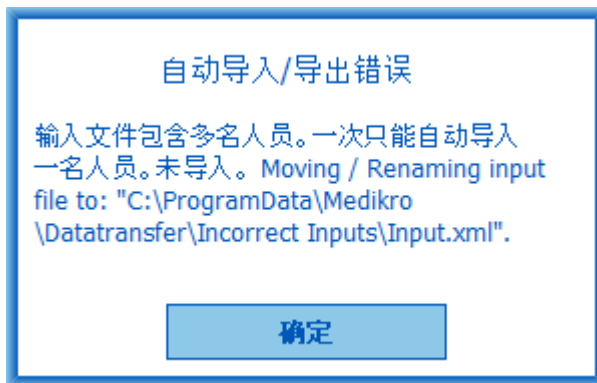 自动导入/导出错误
输入文件包含多名人员。一次只能自动导入
一名人员。未导入。 Moving / Renaming input
file to: "C:\ProgramData\Medikro
\Datatransfer\Incorrect Inputs\Input.xml".
确定